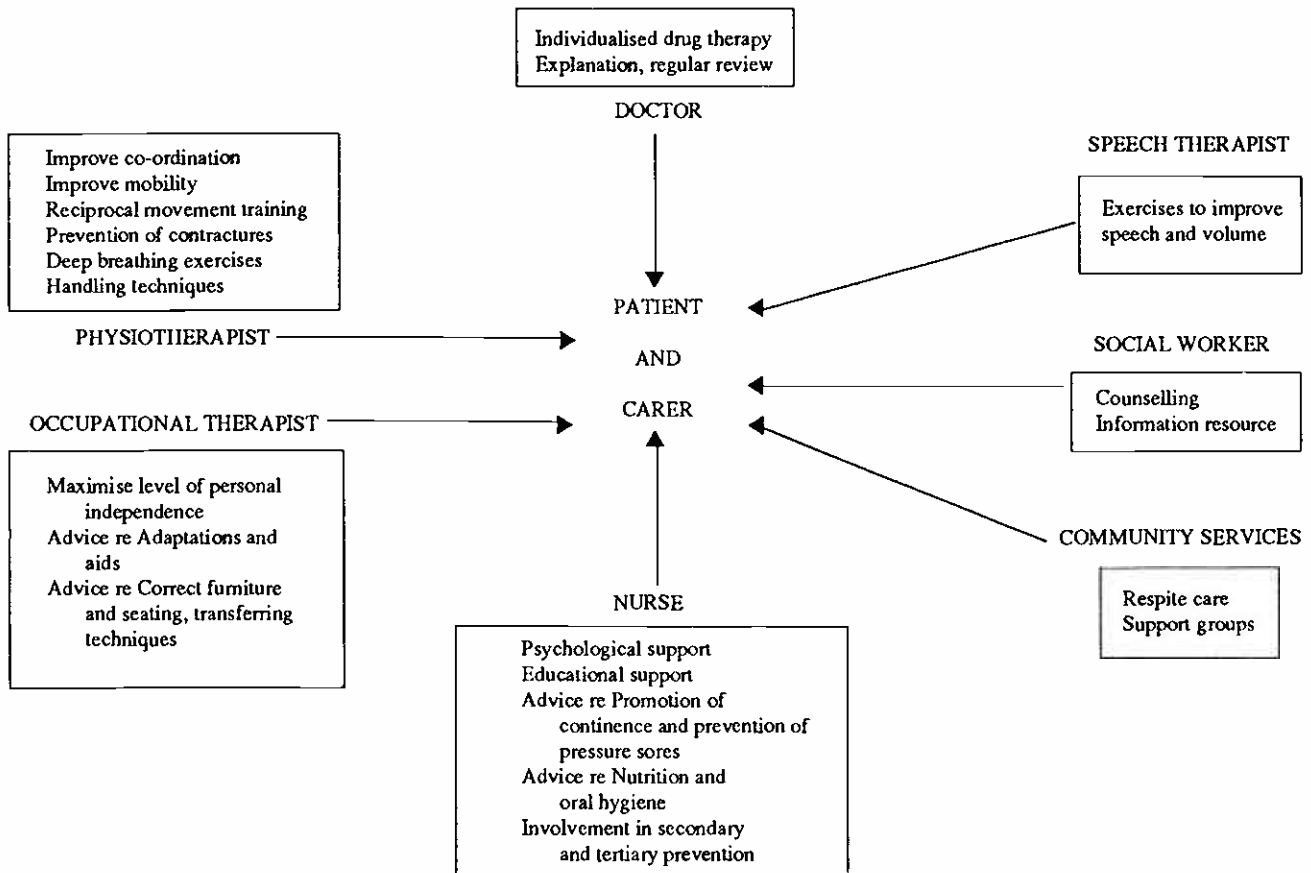 Individualised drug therapy
Explanation, regular review
DOCTOR
Improve co-ordination
Improve mobility
Reciprocal movement training
Prevention of contractures
Deep breathing exercises
Handling techniques
PHYSIOTHERAPIST
SPEECH THERAPIST
Exercises to improve
speech and volume
PATIENT
AND
CARER
SOCIAL WORKER
Counselling
Information resource
OCCUPATIONAL THERAPIST
Maximise level of personal
independence
Advice re Adaptations and
aids
Advice re Correct furniture
and seating, transferring
techniques
COMMUNITY SERVICES
Respite care
Support groups
NURSE
Psychological support
Educational support
Advice re Promotion of
continence and prevention of
pressure sores
Advice re Nutrition and
oral hygiene
Involvement in secondary
and tertiary prevention